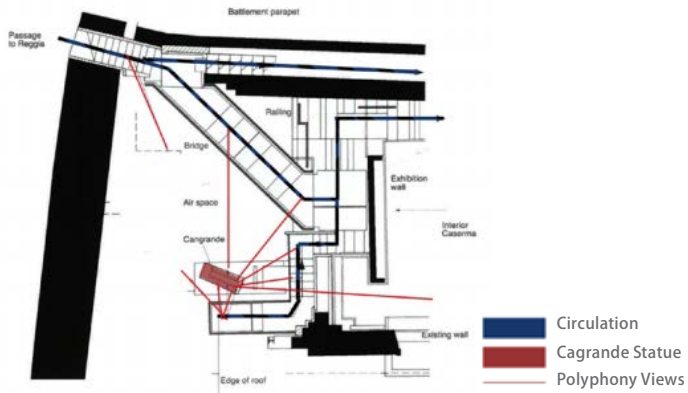 Battlement parapet
Passage
to Reggia
Railing
Bridge
Exhibition
wall
Air space
Interior
Caserma
Cangrande
Existing wall
Edge of roof
Circulation
Cagrande Statue
Polyphony Views